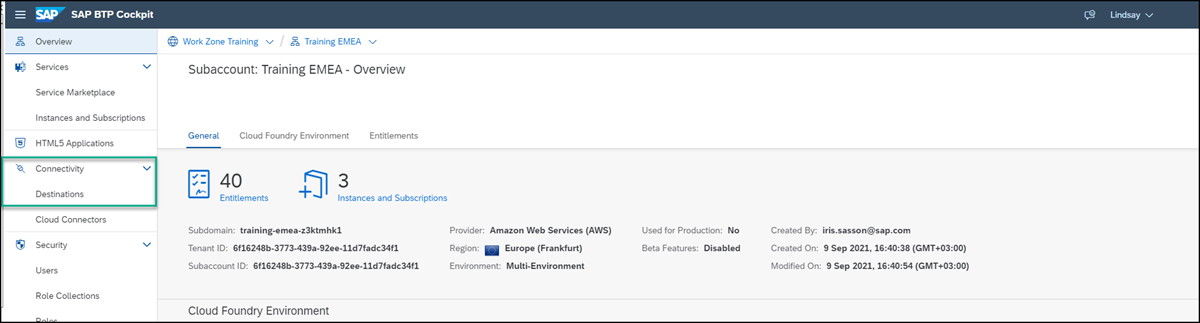 SAP SAP BTP Cockpit Lindsay
Overview
Services
Service Marketplace
Instances and Subscriptions
HTML5 Applications
Connectivity
Destinations
Cloud Connectors
Security
Users
Role Collections
Roles
Work Zone Training / Training EMEA
Subaccount: Training EMEA - Overview
General Cloud Foundry Environment Entitlements
40 Entitlements
3 Instances and Subscriptions
Subdomain: training-emea-z3ktmhk1
Tenant ID: 6f16248b-3773-439a-92ee-11d7fadc34f1
Subaccount ID: 6f16248b-3773-439a-92ee-11d7fadc34f1
Provider: Amazon Web Services (AWS)
Region: Europe (Frankfurt)
Environment: Multi-Environment
Used for Production: No
Beta Features: Disabled
Created By: iris.sasson@sap.com
Created On: 9 Sep 2021, 16:40:38 (GMT+03:00)
Modified On: 9 Sep 2021, 16:40:54 (GMT+03:00)
Cloud Foundry Environment